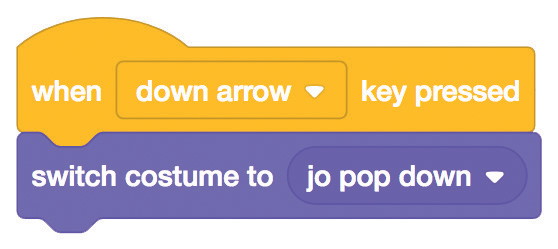 when down arrow key pressed
switch costume to jo pop down